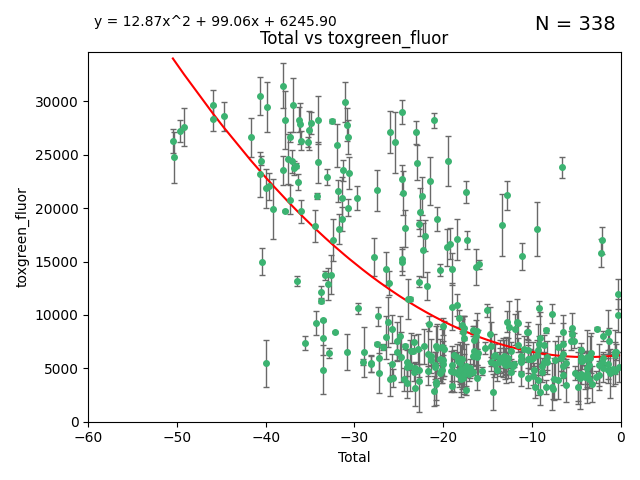 y = 12.87x^2 + 99.06x + 6245.90
N = 338
Total vs toxgreen_fluor
toxgreen_fluor
30000
25000
20000
15000
10000
5000
0
−60 −50 −40 −30 −20 −10 0
Total